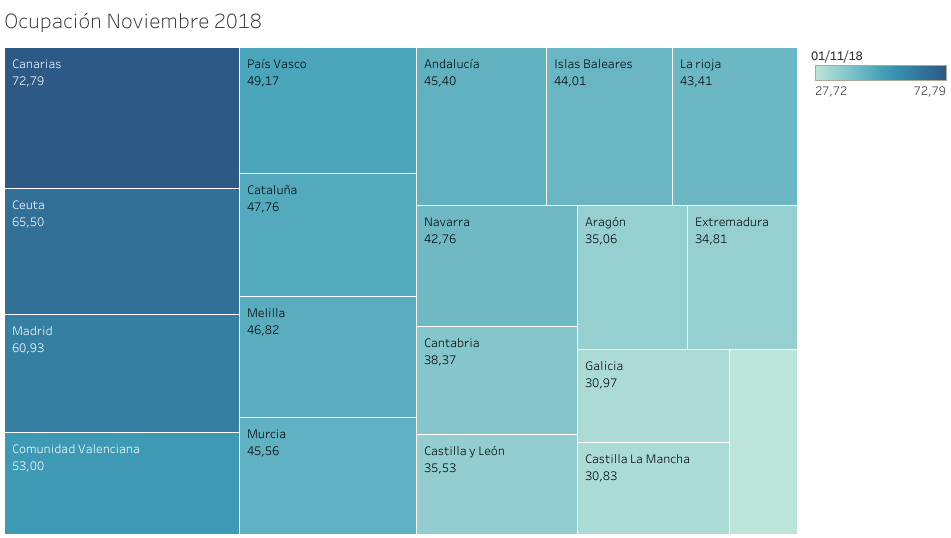 Ocupación Noviembre 2018
Canarias
72,79
Ceuta
65,50
Madrid
60,93
Comunidad Valenciana
53,00
País Vasco
49,17
Cataluña
47,76
Melilla
46,82
Murcia
45,56
Andalucía
45,40
Islas Baleares
44,01
La rioja
43,41
Navarra
42,76
Cantabria
38,37
Castilla y León
35,53
Aragón
35,06
Extremadura
34,81
Galicia
30,97
Castilla La Mancha
30,83
01/11/18
27,72 72,79